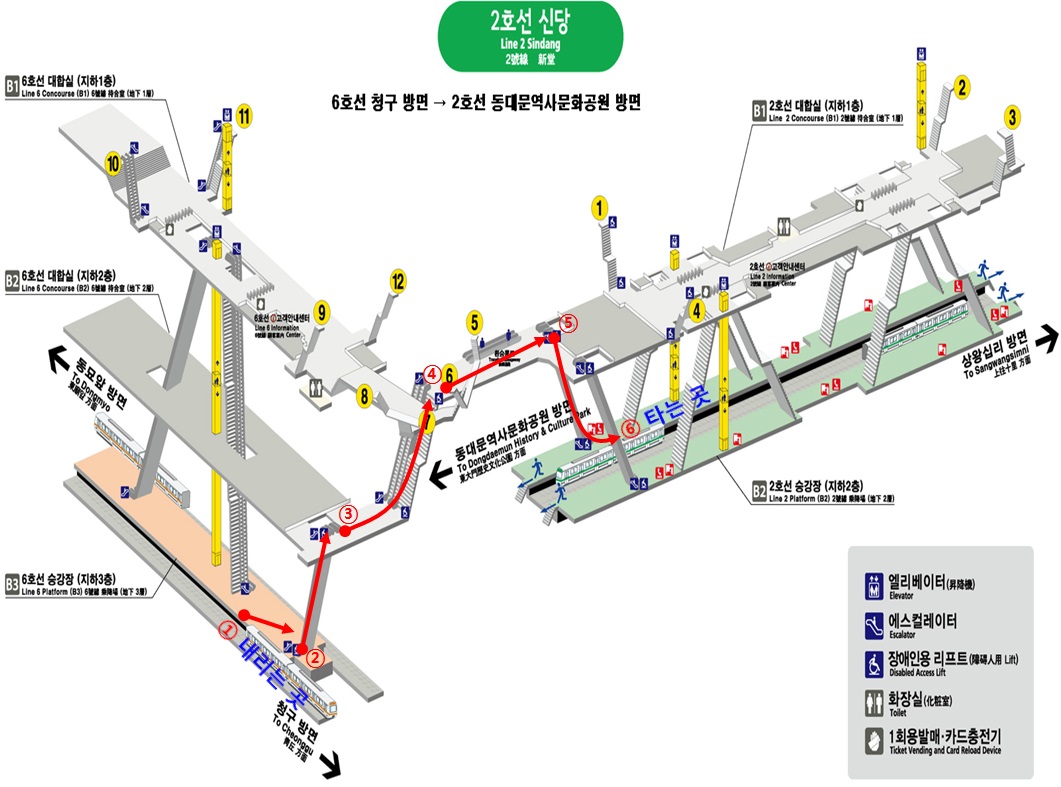 2호선 신당
Line 2 Sindang
2號線 新堂
6호선 청구 방면 → 2호선 동대문역사문화공원 방면
B1 6호선 대합실 (지하1층)
Line 6 Concourse (B1) 6號線 待合室 (地下 1層)
B1 2호선 대합실 (지하1층)
Line 2 Concourse (B1) 2號線 待合室 (地下 1層)
11
10
2
3
1
B2 6호선 대합실 (지하2층)
Line 6 Concourse (B2) 6號線 待合室 (地下 2層)
12
9
5
4
6호선 고객안내센터
Line 6 Information
Center
2호선 고객안내센터
Line 2 Information
Center
8
6
7
④
⑤
⑥ 타는 곳
동묘앞 방면
To Dongmyo
동대문역사문화공원 방면
To Dongdaemun History & Culture Park
東大門歷史文化公園 方面
상왕십리 방면
To Sangwangsimni
上往十里 方面
B2 2호선 승강장 (지하2층)
Line 2 Platform (B2) 2號線 乘降場 (地下 2層)
③
B3 6호선 승강장 (지하3층)
Line 6 Platform (B3) 6號線 乘降場 (地下 3層)
①
②
내리는 곳
청구 방면
To Cheonggu
靑丘 方面
엘리베이터(昇降機)
Elevator
에스컬레이터
Escalator
장애인용 리프트(障碍人用 Lift)
Disabled Access Lift
화장실(化粧室)
Toilet
1회용발매·카드충전기
Ticket Vending and Card Reload Device